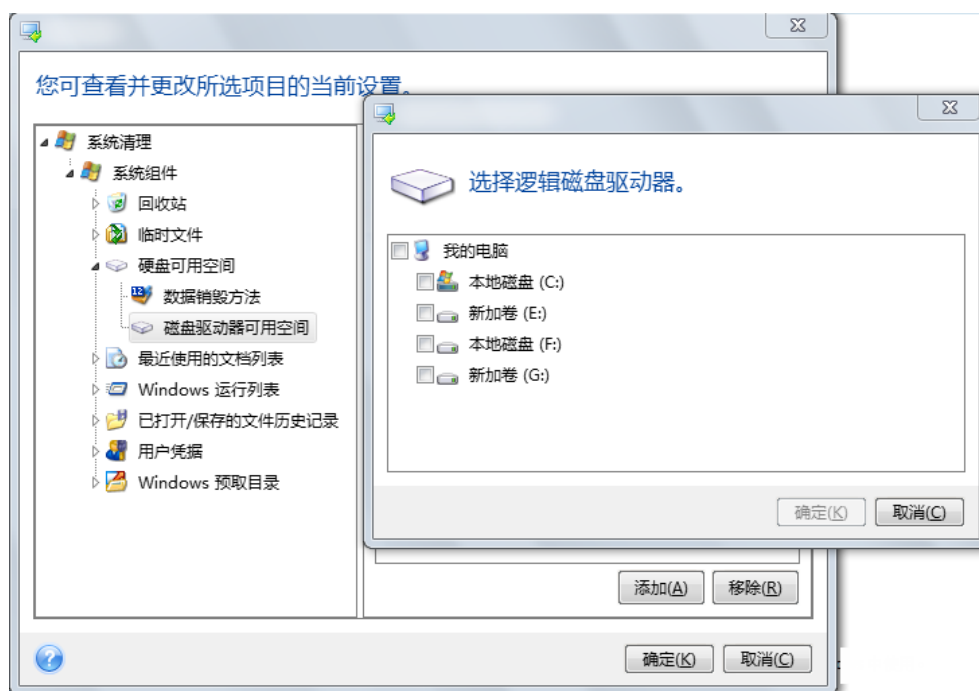 您可查看并更改所选项目的当前设置。
系统清理
系统组件
回收站
临时文件
硬盘可用空间
数据销毁方法
磁盘驱动器可用空间
最近使用的文档列表
Windows 运行列表
已打开/保存的文件历史记录
用户凭据
Windows 预取目录
选择逻辑磁盘驱动器。
我的电脑
本地磁盘 (C:)
新加卷 (E:)
本地磁盘 (F:)
新加卷 (G:)
确定(K) 取消(C)
添加(A) 移除(R)
确定(K) 取消(C)